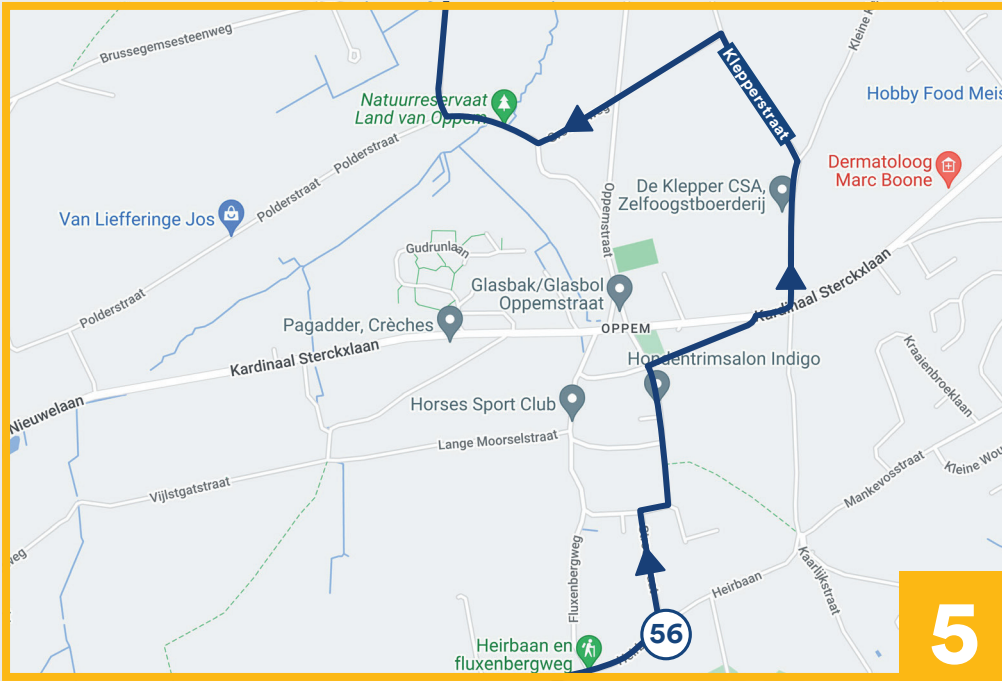 Brussegemsesteenweg
Kleine
Klepperstraat
Hobby Food Meis
Natuurreservaat
Land van Oppem
Polderstraat
Polderstraat
Dermatoloog
Marc Boone
De Klepper CSA,
Zelfoogstboerderij
Oppemstraat
Van Liefferinge Jos
Gudrunlaan
Glasbak/Glasbol
Oppemstraat
Kardinaal Sterckxlaan
Polderstraat
Pagadder, Crèches
OPPEM
Kardinaal Sterckxlaan
Hondentrimsalon Indigo
Kraaienbroeklaan
Nieuwelaan
Horses Sport Club
Lange Moorselstraat
Kleine Wou
Mankevosstraat
Vijlstgatstraat
Fluxenbergweg
Kaarlijkstraat
Heirbaan
weg
56
Heirbaan en
fluxenbergweg
5